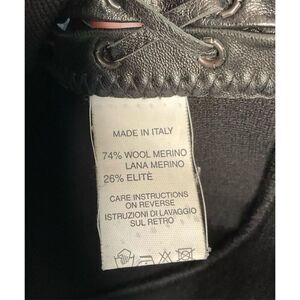 MADE IN ITALY
74% WOOL MERINO
LANA MERINO
26% ELITÈ
CARE INSTRUCTIONS
ON REVERSE
ISTRUZIONI DI LAVAGGIO
SUL RETRO